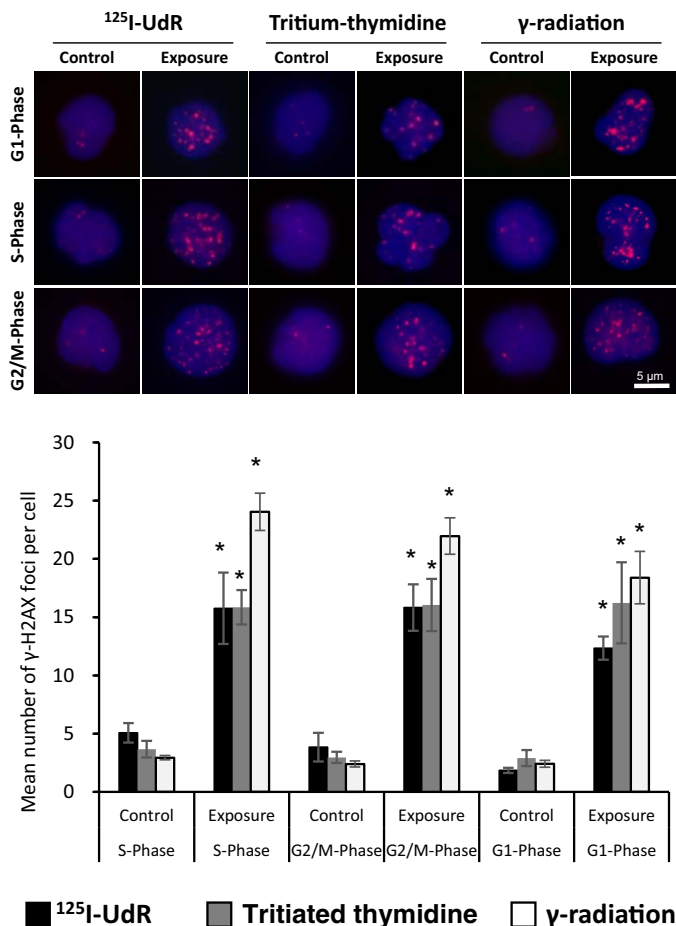 ¹²⁵I-UdR Tritium-thymidine γ-radiation
Control Exposure Control Exposure Control Exposure
G1-Phase
S-Phase
G2/M-Phase
5 µm
Mean number of γ-H2AX foci per cell
30
25
20
15
10
5
0
* * * * * * * * *
Control Exposure Control Exposure Control Exposure
S-Phase S-Phase G2/M-Phase G2/M-Phase G1-Phase G1-Phase
¹²⁵I-UdR Tritiated thymidine γ-radiation